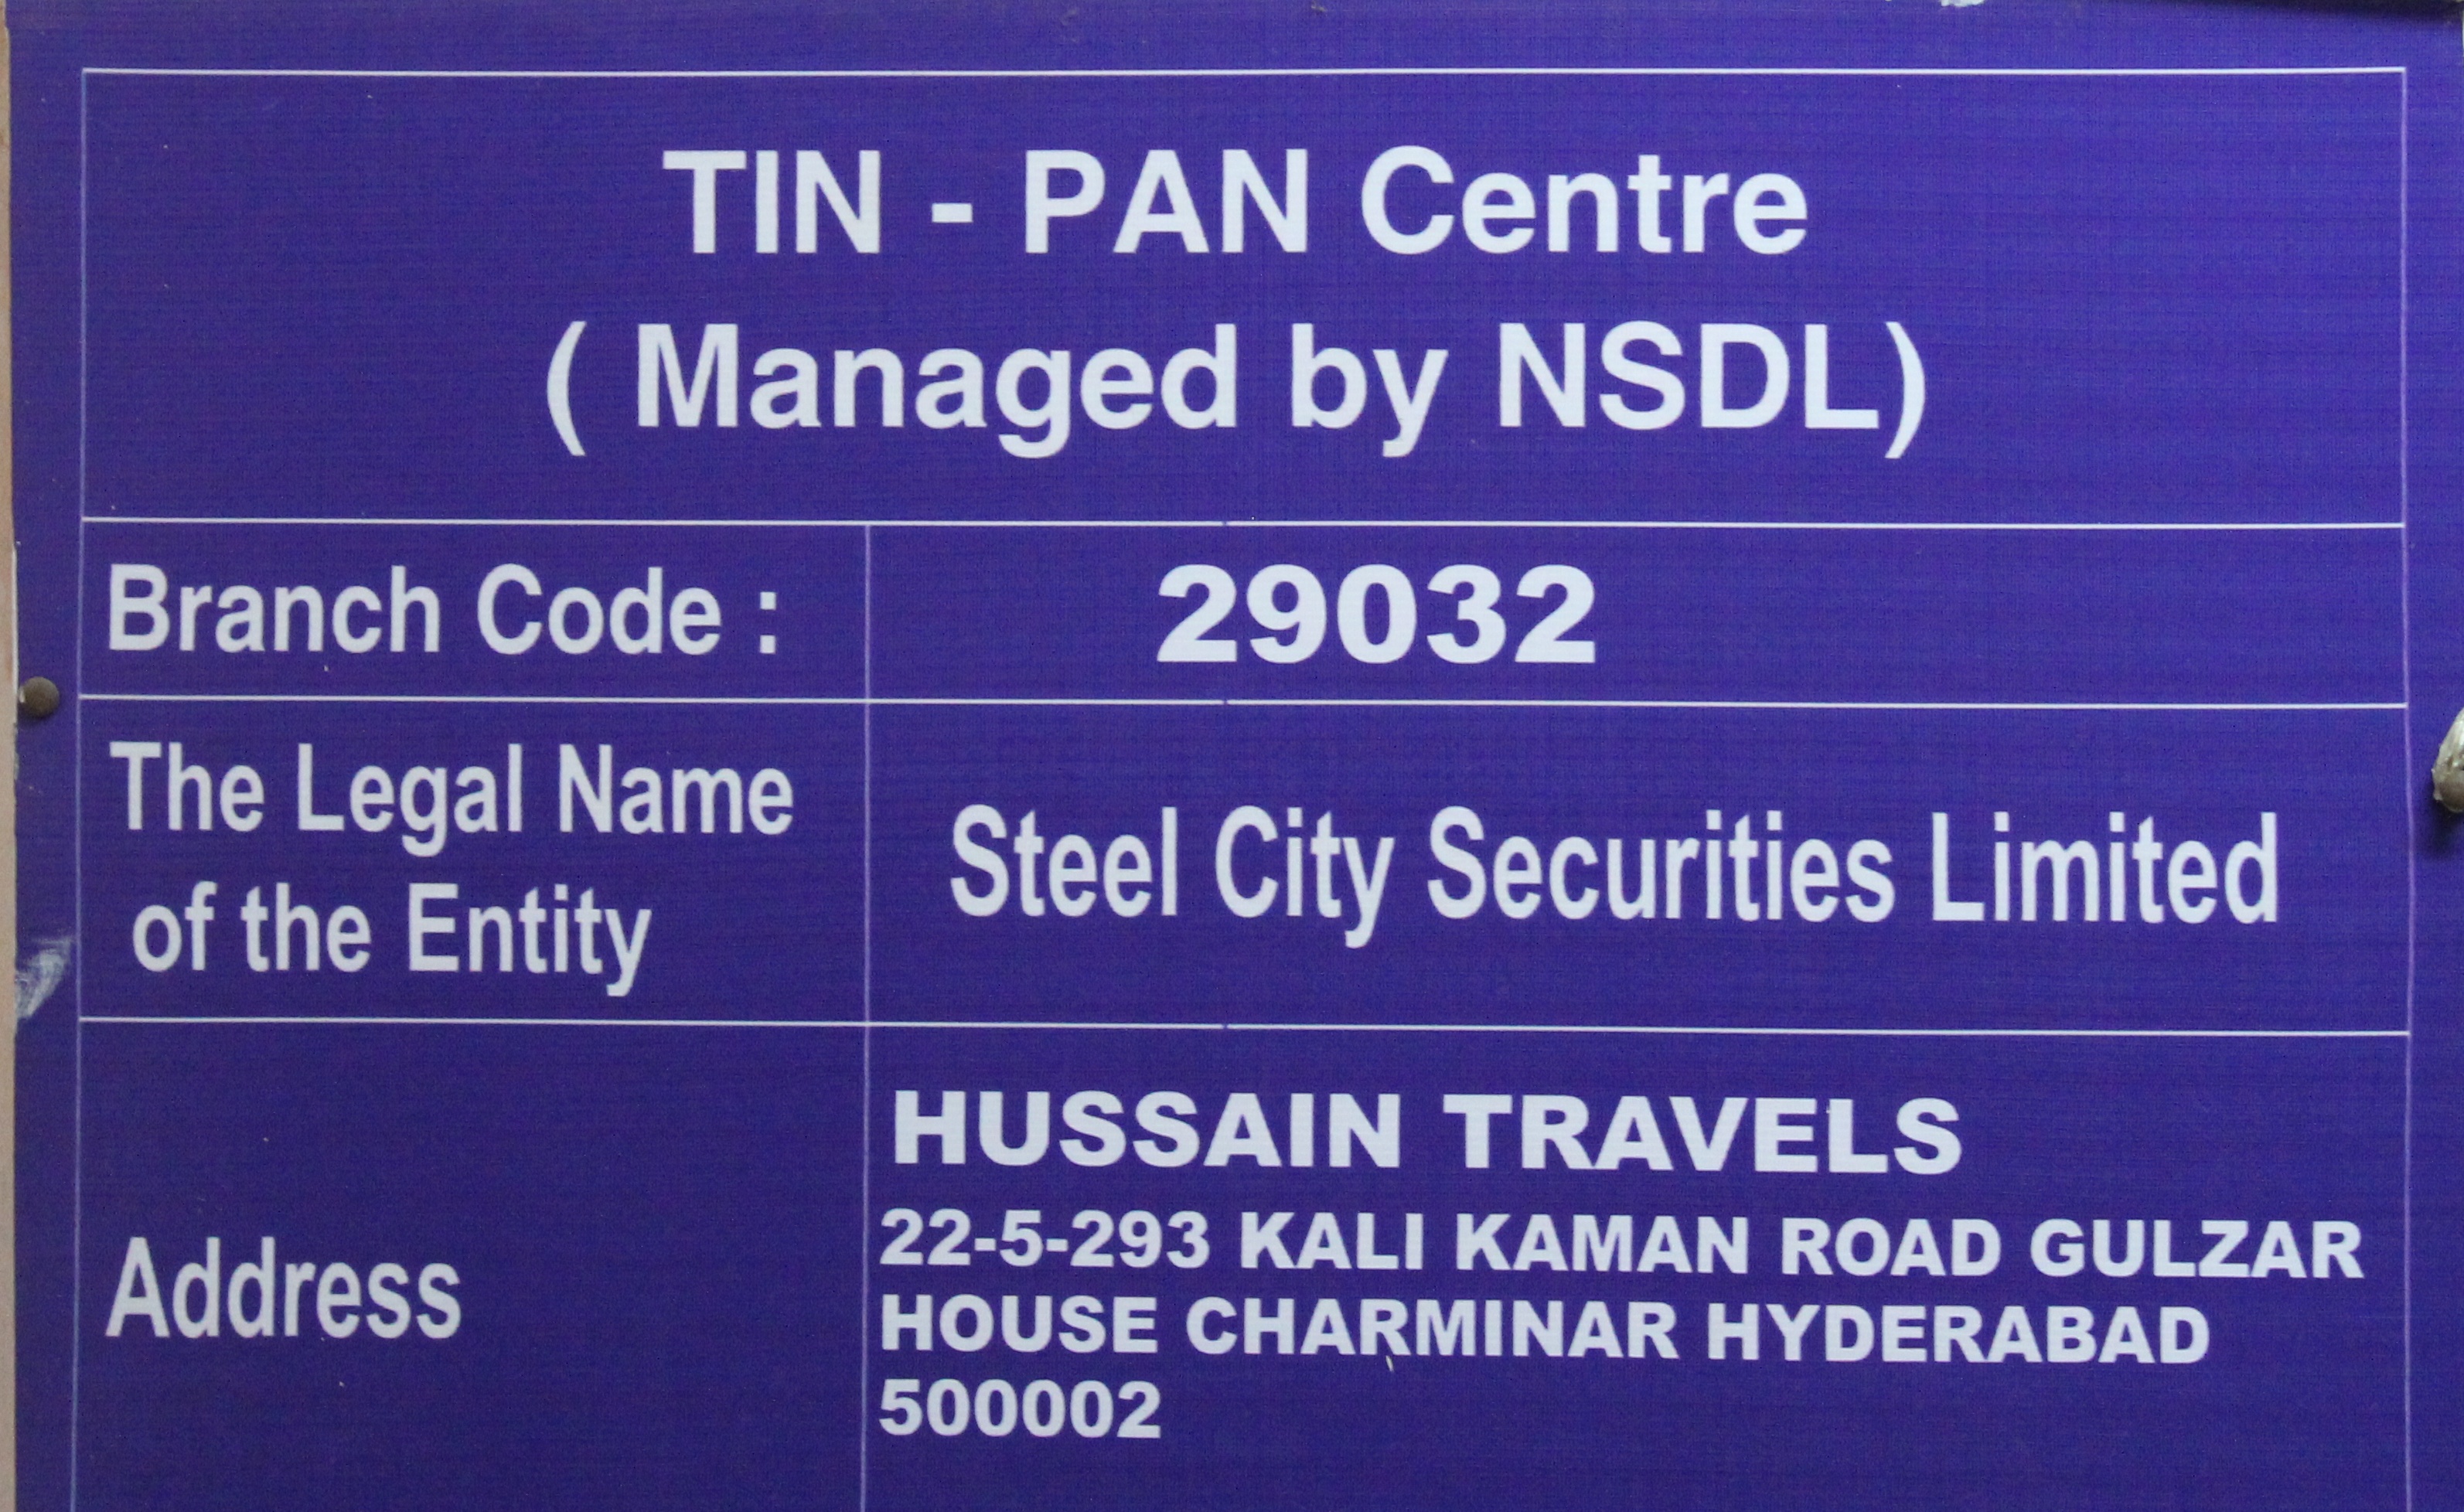 TIN - PAN Centre
( Managed by NSDL)
Branch Code :
29032
The Legal Name
of the Entity
Steel City Securities Limited
Address
HUSSAIN TRAVELS
22-5-293 KALI KAMAN ROAD GULZAR
HOUSE CHARMINAR HYDERABAD
500002